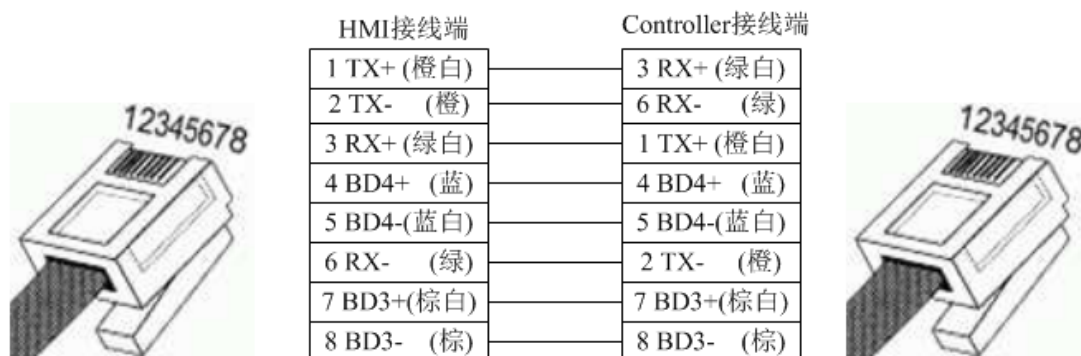 HMI接线端
Controller接线端
12345678
1 TX+ (橙白)
3 RX+ (绿白)
2 TX- (橙)
6 RX- (绿)
3 RX+ (绿白)
1 TX+ (橙白)
4 BD4+ (蓝)
4 BD4+ (蓝)
5 BD4-(蓝白)
5 BD4-(蓝白)
6 RX- (绿)
2 TX- (橙)
7 BD3+(棕白)
7 BD3+(棕白)
8 BD3- (棕)
8 BD3- (棕)
12345678